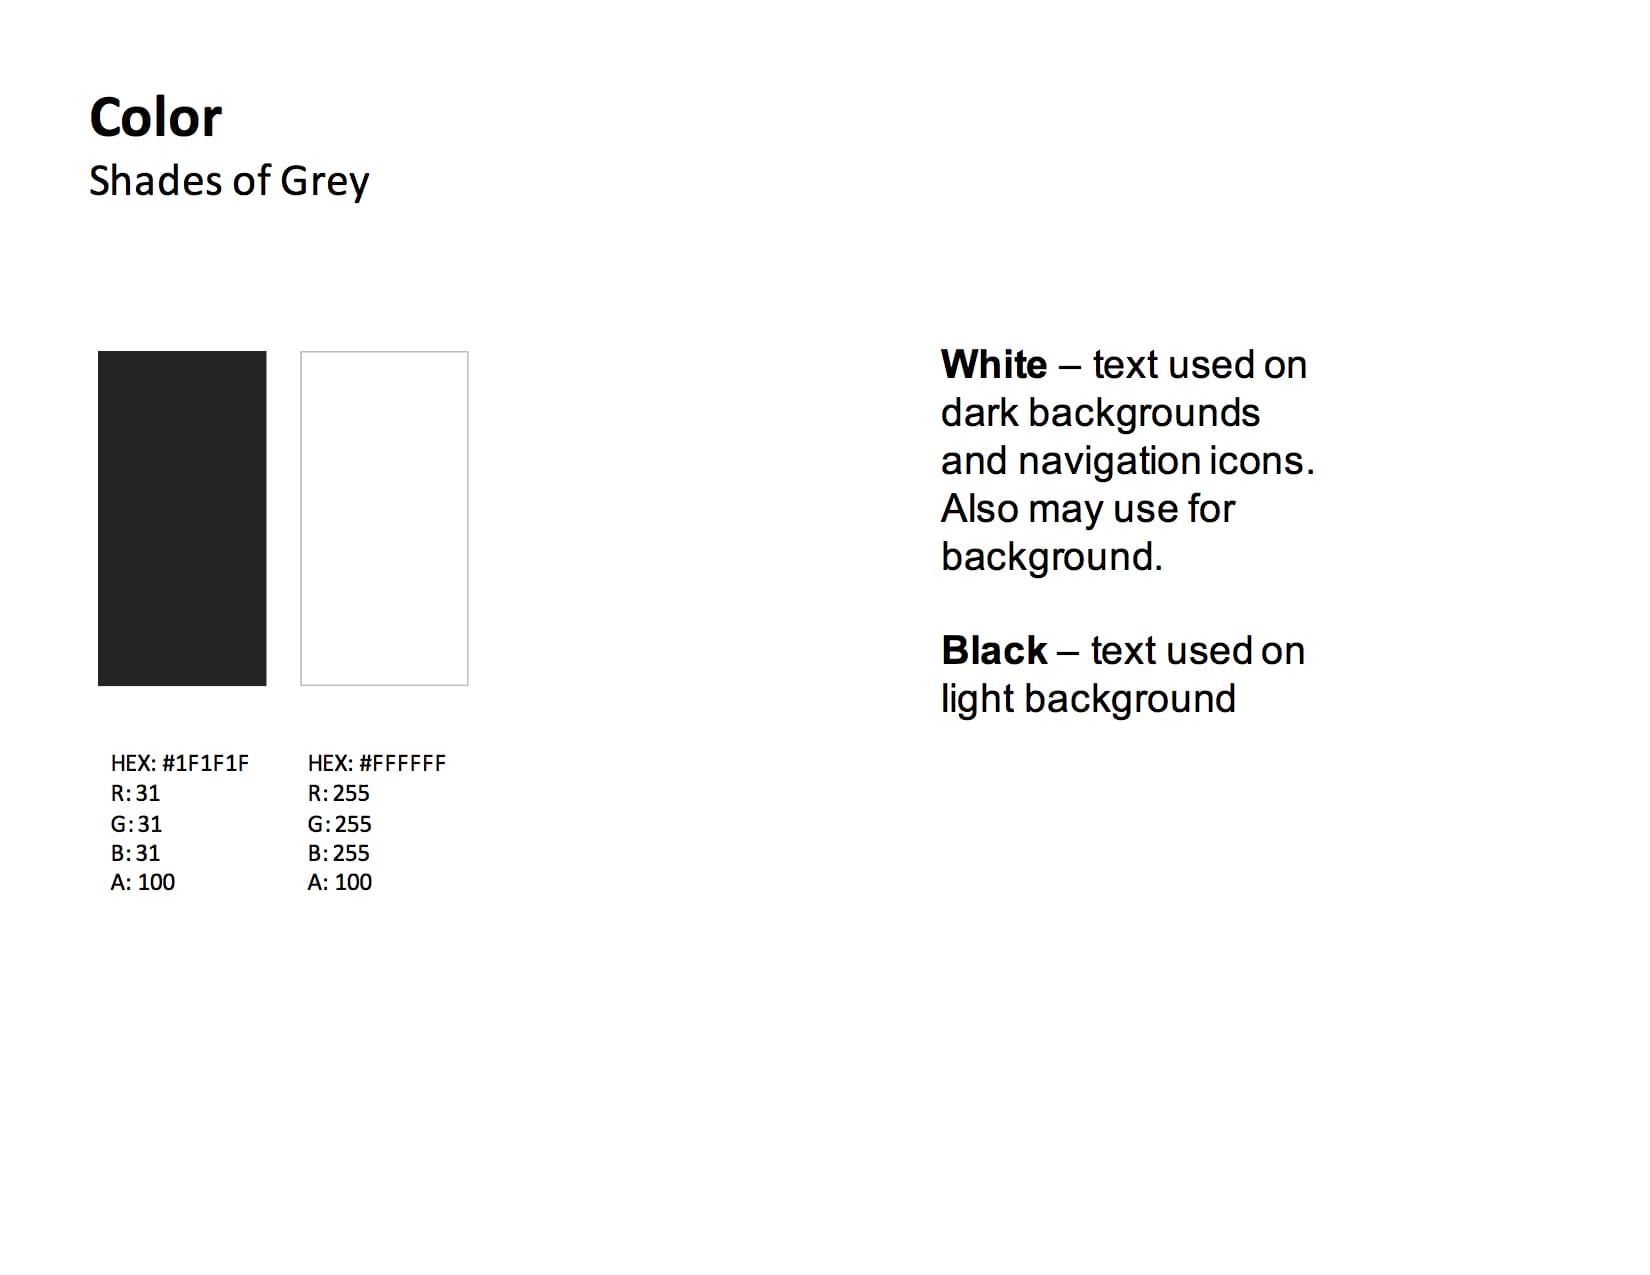 Color
Shades of Grey
White – text used on
dark backgrounds
and navigation icons.
Also may use for
background.
Black – text used on
light background
HEX: #1F1F1F
R: 31
G: 31
B: 31
A: 100
HEX: #FFFFFF
R: 255
G: 255
B: 255
A: 100